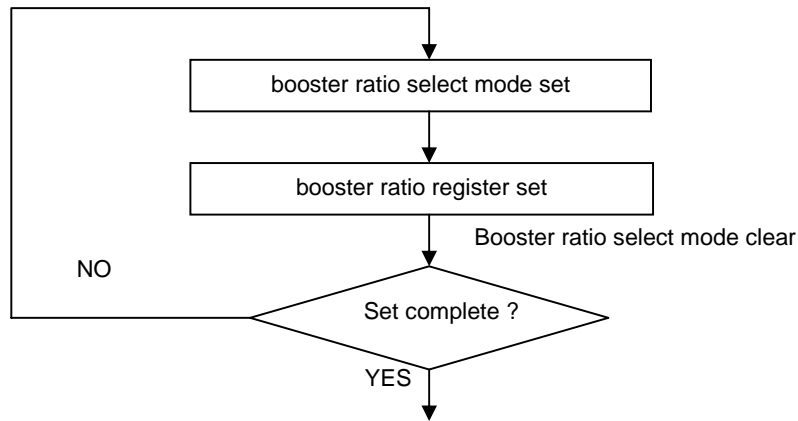 booster ratio select mode set
booster ratio register set
Booster ratio select mode clear
NO
Set complete ?
YES